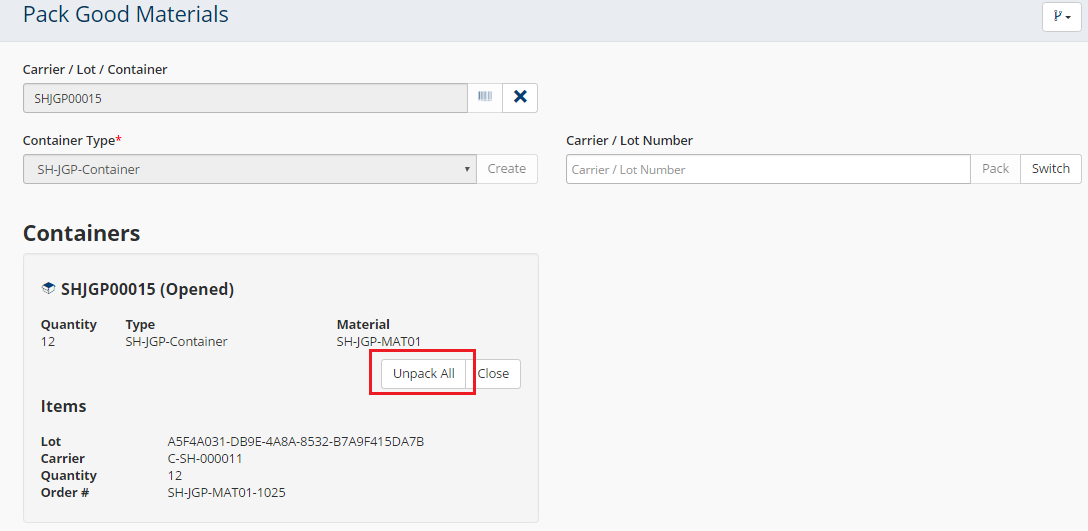 Pack Good Materials
Carrier / Lot / Container
SHJGP00015
Container Type*
SH-JGP-Container
Create
Carrier / Lot Number
Carrier / Lot Number
Pack
Switch
Containers
SHJGP00015 (Opened)
Quantity Type Material
12 SH-JGP-Container SH-JGP-MAT01
Unpack All Close
Items
Lot A5F4A031-DB9E-4A8A-8532-B7A9F415DA7B
Carrier C-SH-000011
Quantity 12
Order # SH-JGP-MAT01-1025